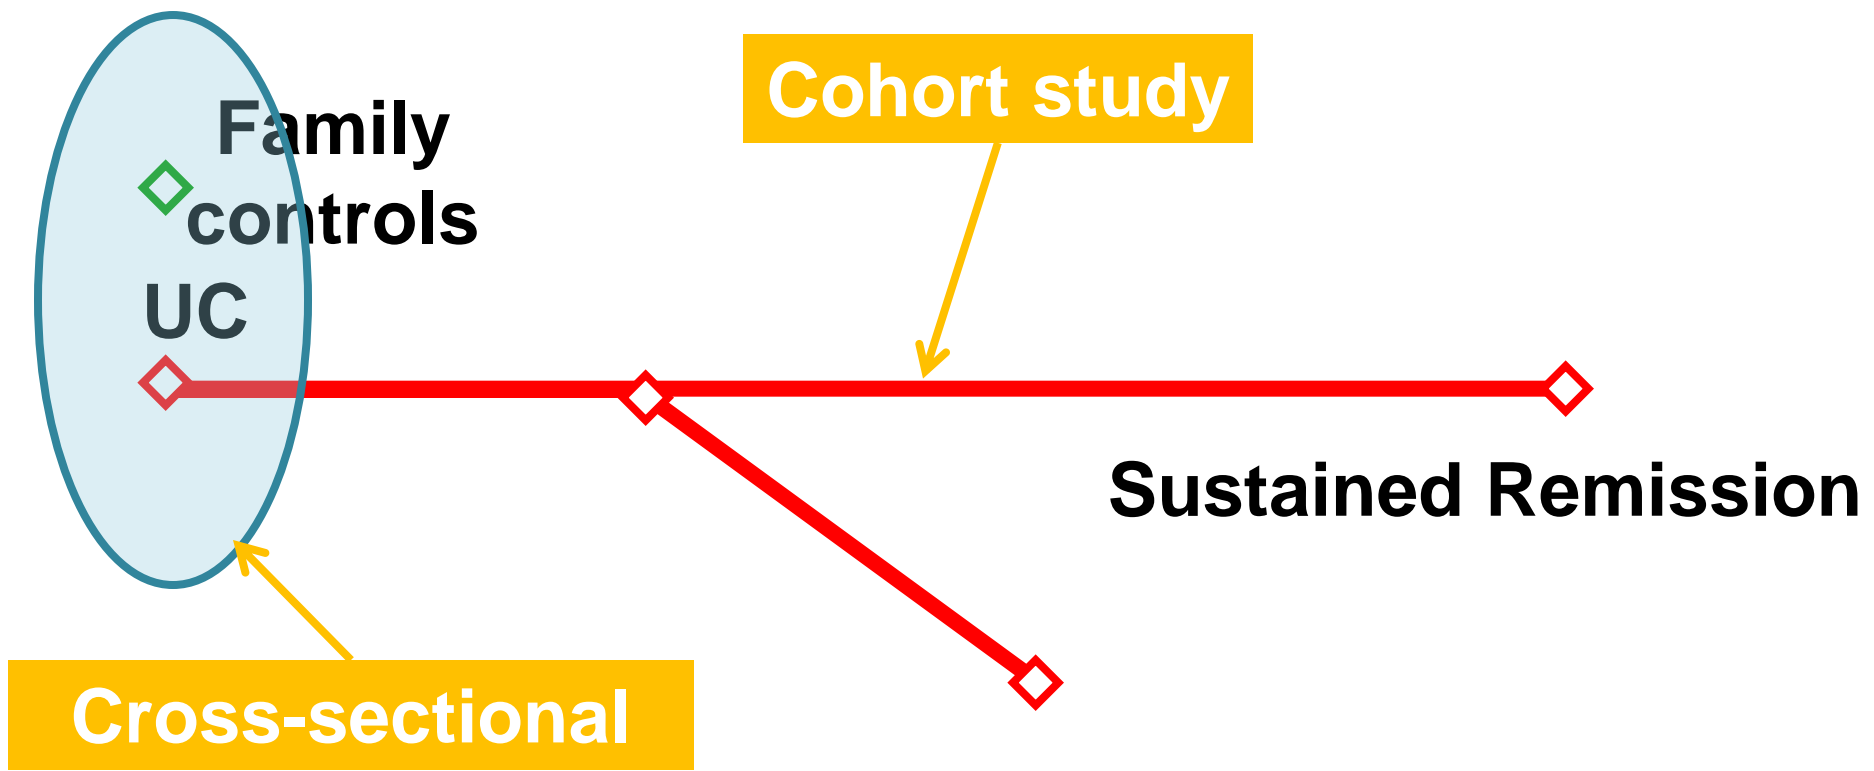 Cohort study
Family
controls
UC
Sustained Remission
Cross-sectional